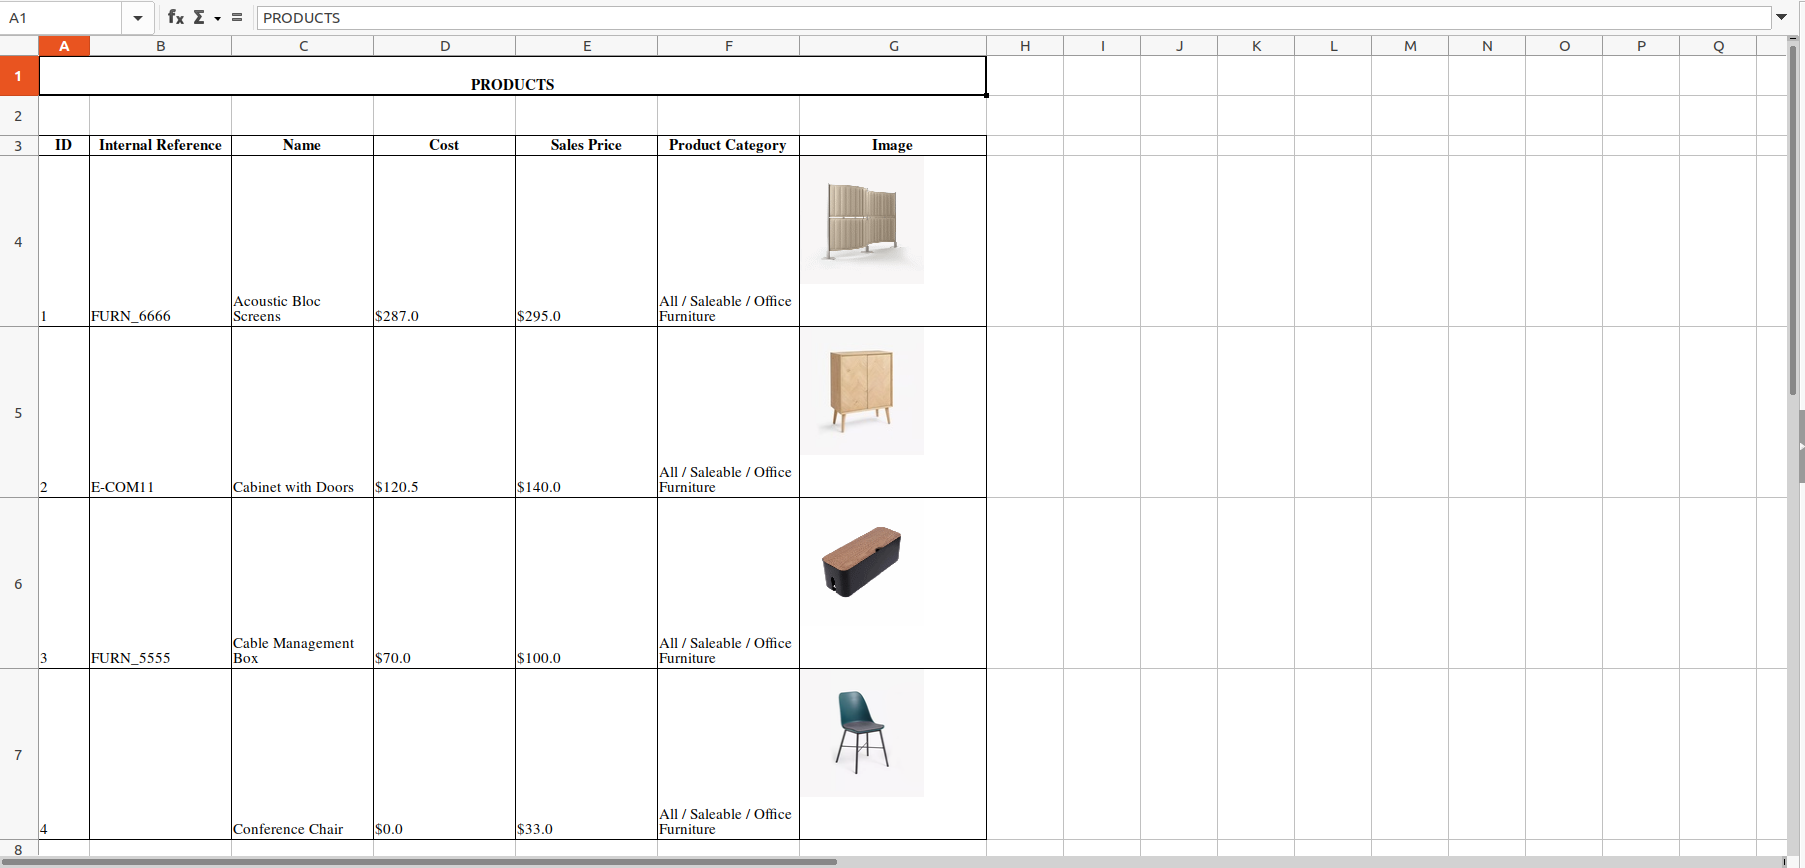 A1 fx Σ = PRODUCTS
A B C D E F G H I J K L M N O P Q
1 PRODUCTS
2
3 ID Internal Reference Name Cost Sales Price Product Category Image
4
Acoustic Bloc All / Saleable / Office
1 FURN_6666 Screens $287.0 $295.0 Furniture
5
All / Saleable / Office
2 E-COM11 Cabinet with Doors $120.5 $140.0 Furniture
6
Cable Management All / Saleable / Office
3 FURN_5555 Box $70.0 $100.0 Furniture
7
All / Saleable / Office
4 Conference Chair $0.0 $33.0 Furniture
8